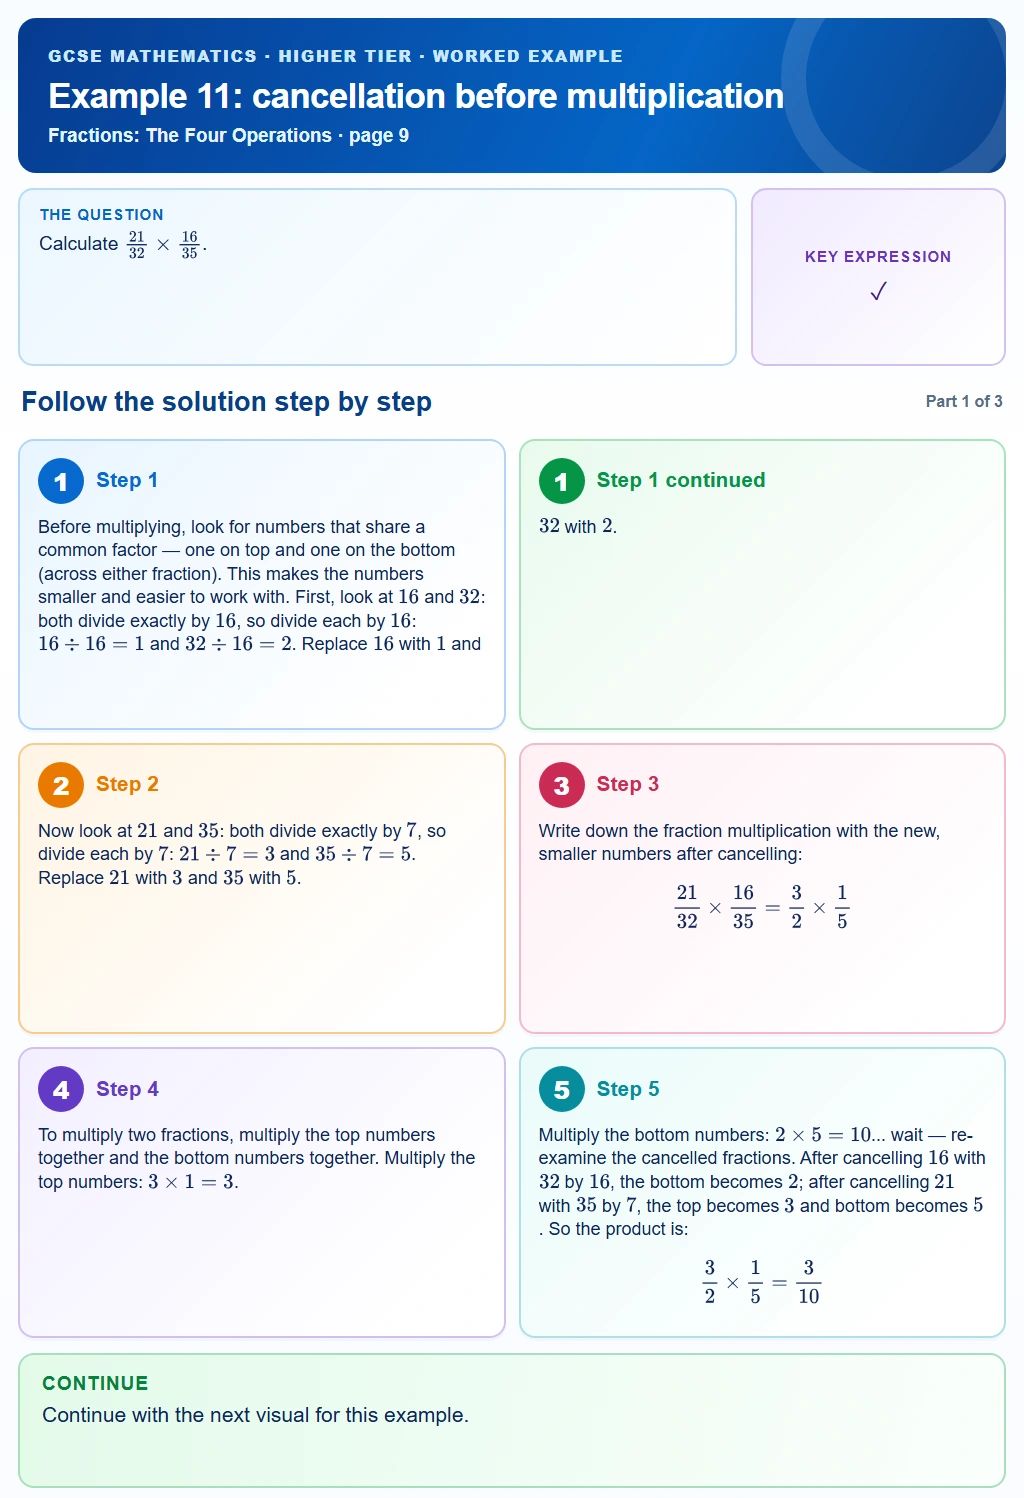 GCSE MATHEMATICS · HIGHER TIER · WORKED EXAMPLE
Example 11: cancellation before multiplication
Fractions: The Four Operations · page 9
THE QUESTION
Calculate 21/32 × 16/35.
KEY EXPRESSION
✓
Follow the solution step by step
Part 1 of 3
1 Step 1
Before multiplying, look for numbers that share a
common factor — one on top and one on the bottom
(across either fraction). This makes the numbers
smaller and easier to work with. First, look at 16 and 32:
both divide exactly by 16, so divide each by 16:
16 ÷ 16 = 1 and 32 ÷ 16 = 2. Replace 16 with 1 and
1 Step 1 continued
32 with 2.
2 Step 2
Now look at 21 and 35: both divide exactly by 7, so
divide each by 7: 21 ÷ 7 = 3 and 35 ÷ 7 = 5.
Replace 21 with 3 and 35 with 5.
3 Step 3
Write down the fraction multiplication with the new,
smaller numbers after cancelling:
21/32 × 16/35 = 3/2 × 1/5
4 Step 4
To multiply two fractions, multiply the top numbers
together and the bottom numbers together. Multiply the
top numbers: 3 × 1 = 3.
5 Step 5
Multiply the bottom numbers: 2 × 5 = 10... wait — re-
examine the cancelled fractions. After cancelling 16 with
32 by 16, the bottom becomes 2; after cancelling 21
with 35 by 7, the top becomes 3 and bottom becomes 5
. So the product is:
3/2 × 1/5 = 3/10
CONTINUE
Continue with the next visual for this example.